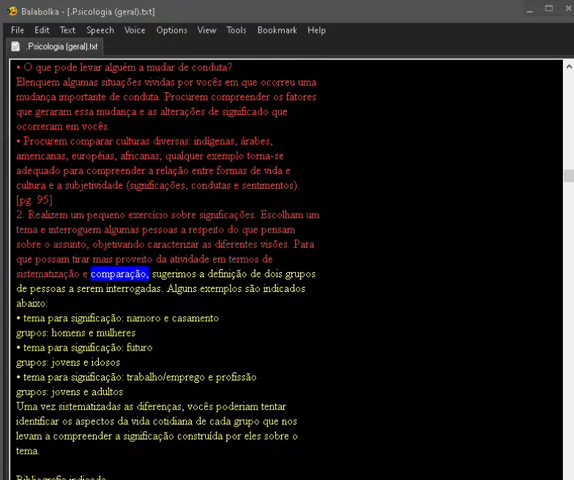 Balabolka - [.Psicologia (geral).txt]
File Edit Text Speech Voice Options View Tools Bookmark Help
.Psicologia (geral).txt
• O que pode levar alguém a mudar de conduta?
Elenquem algumas situações vividas por vocês em que ocorreu uma
mudança importante de conduta. Procurem compreender os fatores
que geraram essa mudança e as alterações de significado que
ocorreram em vocês.
• Procurem comparar culturas diversas: indígenas, árabes,
americanas, européias, africanas; qualquer exemplo torna-se
adequado para compreender a relação entre formas de vida e
cultura e a subjetividade (significações, condutas e sentimentos).
[pg. 95]
2. Realizem um pequeno exercício sobre significações. Escolham um
tema e interroguem algumas pessoas a respeito do que pensam
sobre o assunto, objetivando caracterizar as diferentes visões. Para
que possam tirar mais proveito da atividade em termos de
sistematização e comparação, sugerimos a definição de dois grupos
de pessoas a serem interrogadas. Alguns exemplos são indicados
abaixo:
• tema para significação: namoro e casamento
grupos: homens e mulheres
• tema para significação: futuro
grupos: jovens e idosos
• tema para significação: trabalho/emprego e profissão
grupos: jovens e adultos
Uma vez sistematizadas as diferenças, vocês poderiam tentar
identificar os aspectos da vida cotidiana de cada grupo que nos
levam a compreender a significação construída por eles sobre o
tema.
Bibliografia indicada